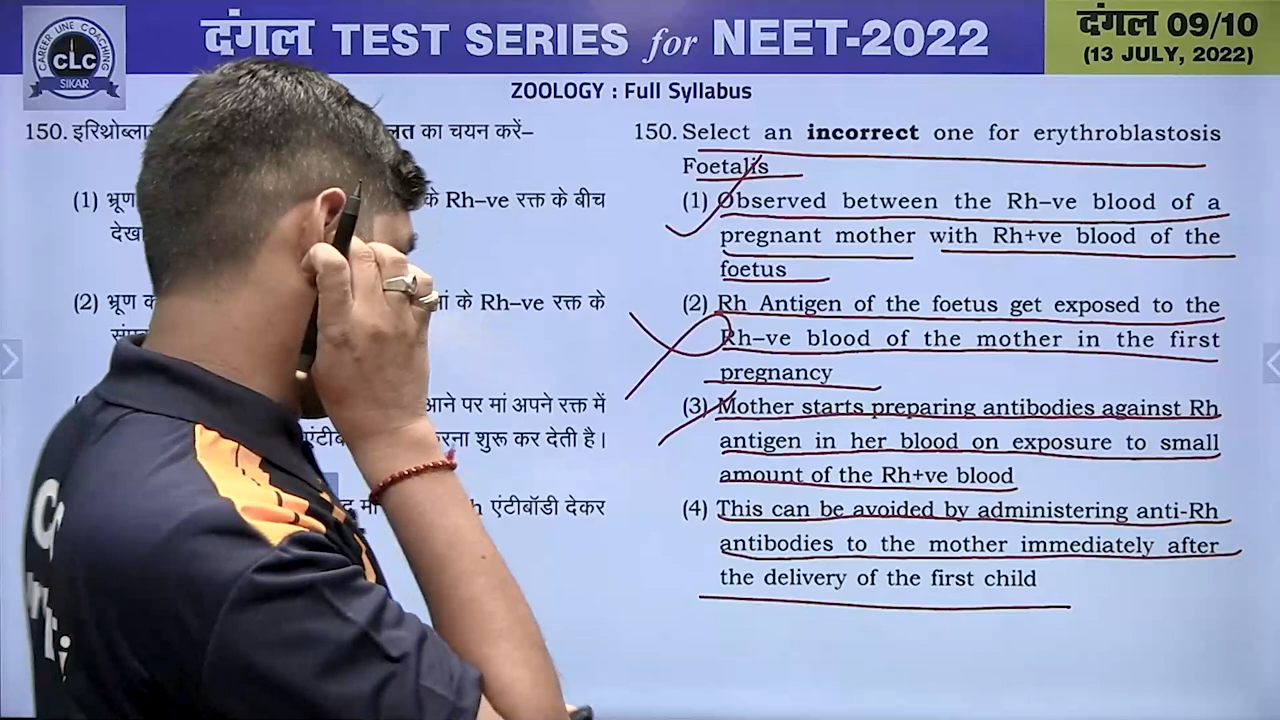 दंगल TEST SERIES for NEET-2022
दंगल 09/10
(13 JULY, 2022)
CAREER LINE COACHING
CLC
SIKAR
ZOOLOGY : Full Syllabus
150.
का चयन करें–
(1) भ्रूण
के Rh–ve रक्त के बीच
(2) भ्रूण
मां के Rh–ve रक्त के
आने पर मां अपने रक्त में
करना शुरू कर देती है।
एंटीबॉडी देकर
150. Select an incorrect one for erythroblastosis
Foetalis
(1) Observed between the Rh–ve blood of a
pregnant mother with Rh+ve blood of the
foetus
(2) Rh Antigen of the foetus get exposed to the
Rh–ve blood of the mother in the first
pregnancy
(3) Mother starts preparing antibodies against Rh
antigen in her blood on exposure to small
amount of the Rh+ve blood
(4) This can be avoided by administering anti-Rh
antibodies to the mother immediately after
the delivery of the first child